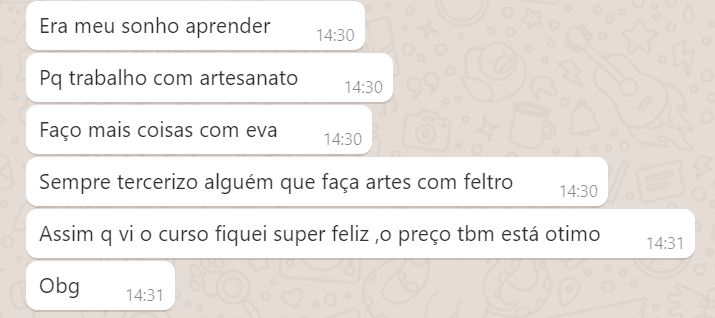 Era meu sonho aprender 14:30
Pq trabalho com artesanato 14:30
Faço mais coisas com eva 14:30
Sempre tercerizo alguém que faça artes com feltro 14:30
Assim q vi o curso fiquei super feliz ,o preço tbm está otimo 14:31
Obg 14:31